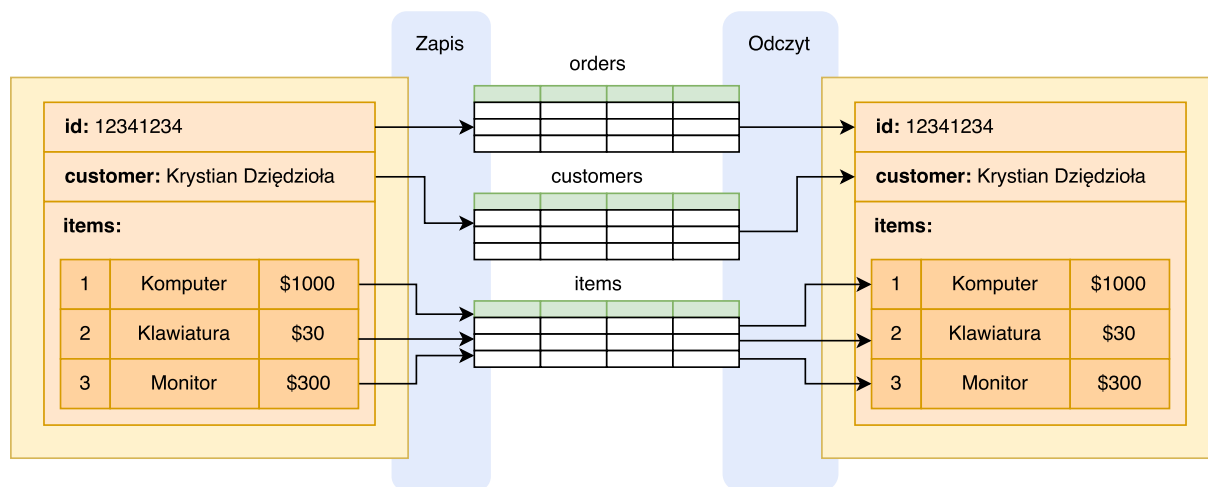 Zapis
Odczyt
orders
id: 12341234
id: 12341234
customer: Krystian Dziędzioła
customers
customer: Krystian Dziędzioła
items:
items:
items
1 Komputer $1000
2 Klawiatura $30
3 Monitor $300
1 Komputer $1000
2 Klawiatura $30
3 Monitor $300